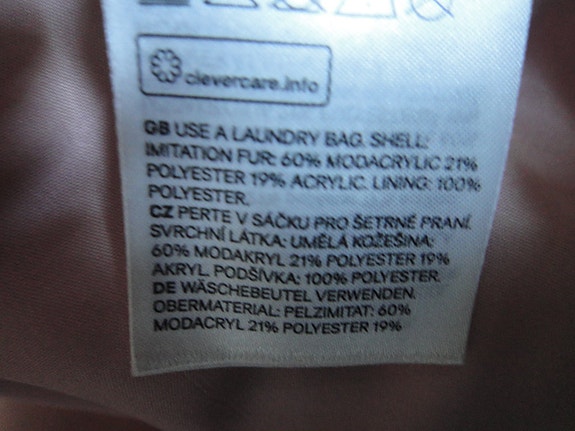 clevercare.info
GB USE A LAUNDRY BAG. SHELL:
IMITATION FUR: 60% MODACRYLIC 21%
POLYESTER 19% ACRYLIC. LINING: 100%
POLYESTER.
CZ PERTE V SÁČKU PRO ŠETRNÉ PRANÍ.
SVRCHNÍ LÁTKA: UMĚLÁ KOŽEŠINA:
60% MODAKRYL 21% POLYESTER 19%
AKRYL. PODŠÍVKA: 100% POLYESTER.
DE WÄSCHEBEUTEL VERWENDEN.
OBERMATERIAL: PELZIMITAT: 60%
MODACRYL 21% POLYESTER 19%